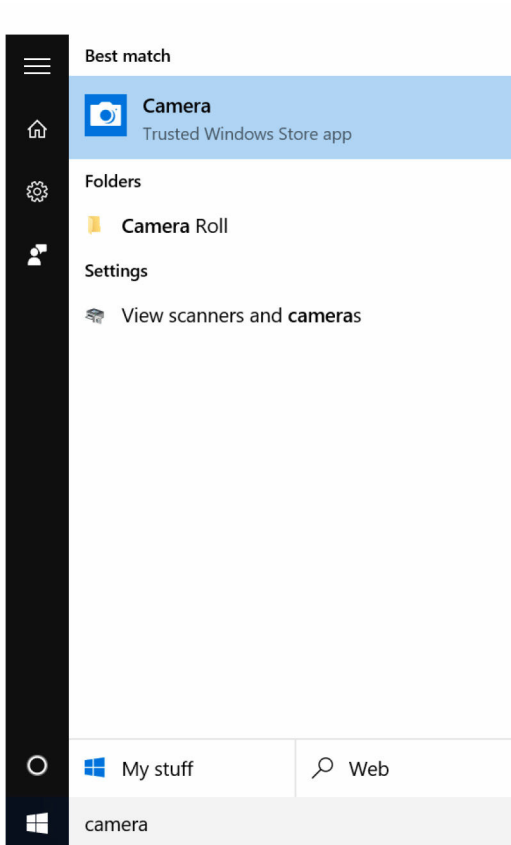 Best match
Camera
Trusted Windows Store app
Folders
Camera Roll
Settings
View scanners and cameras
My stuff
Web
camera